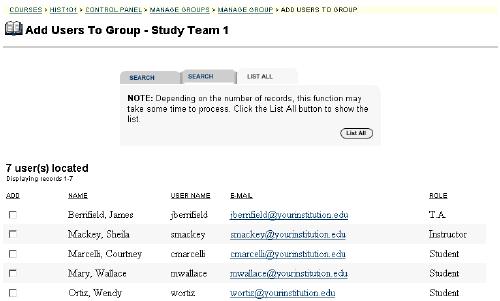 COURSES > HIST101 > CONTROL PANEL > MANAGE GROUPS > MANAGE GROUP > ADD USERS TO GROUP
Add Users To Group - Study Team 1
SEARCH SEARCH LIST ALL
NOTE: Depending on the number of records, this function may
take some time to process. Click the List All button to show the
list.
List All
7 user(s) located
Displaying records 1-7
ADD NAME USER NAME E-MAIL ROLE
Bernfield, James jbernfield jbernfield@yourinstitution.edu T.A.
Mackey, Sheila smackey smackey@yourinstitution.edu Instructor
Marcelli, Courtney cmarcelli cmarcelli@yourinstitution.edu Student
Mary, Wallace mwallace mwallace@yourinstitution.edu Student
Ortiz, Wendy wortiz wortiz@yourinstitution.edu Student